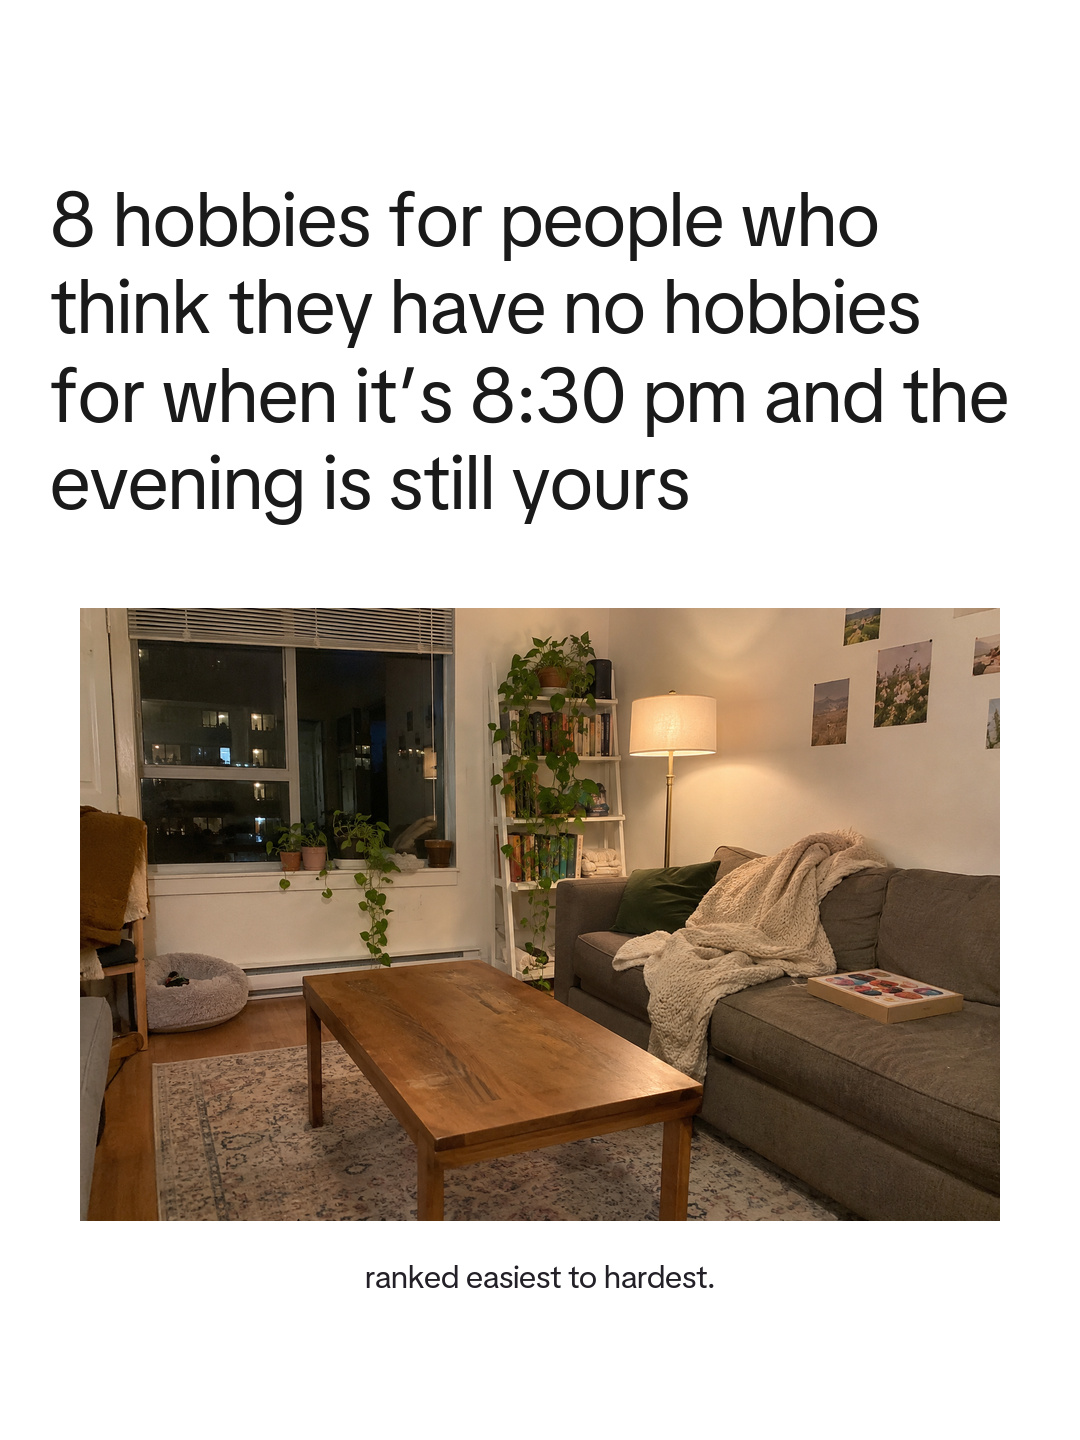 8 hobbies for people who
think they have no hobbies
for when it’s 8:30 pm and the
evening is still yours
ranked easiest to hardest.